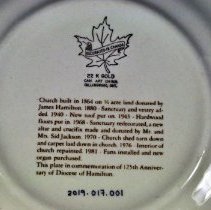 22 K GOLD
Church built in 1864 on ¾ acre land donated by
James Hamilton. 1880 - Sanctuary and vestry ad-
ded. 1940 - New roof put on. 1943 - Hardwood
floors put in. 1968 - Sanctuary redecorated, a new
altar and crucifix made and donated by Mr. and
Mrs. Sid Jackson. 1970 - Church shed torn down
and carpet laid down in church. 1976 - Interior of
church repainted. 1981 - Fans installed and new
organ purchased.
This plate in commemoration of 125th Anniver-
sary of Diocese of Hamilton.
2019.017.001